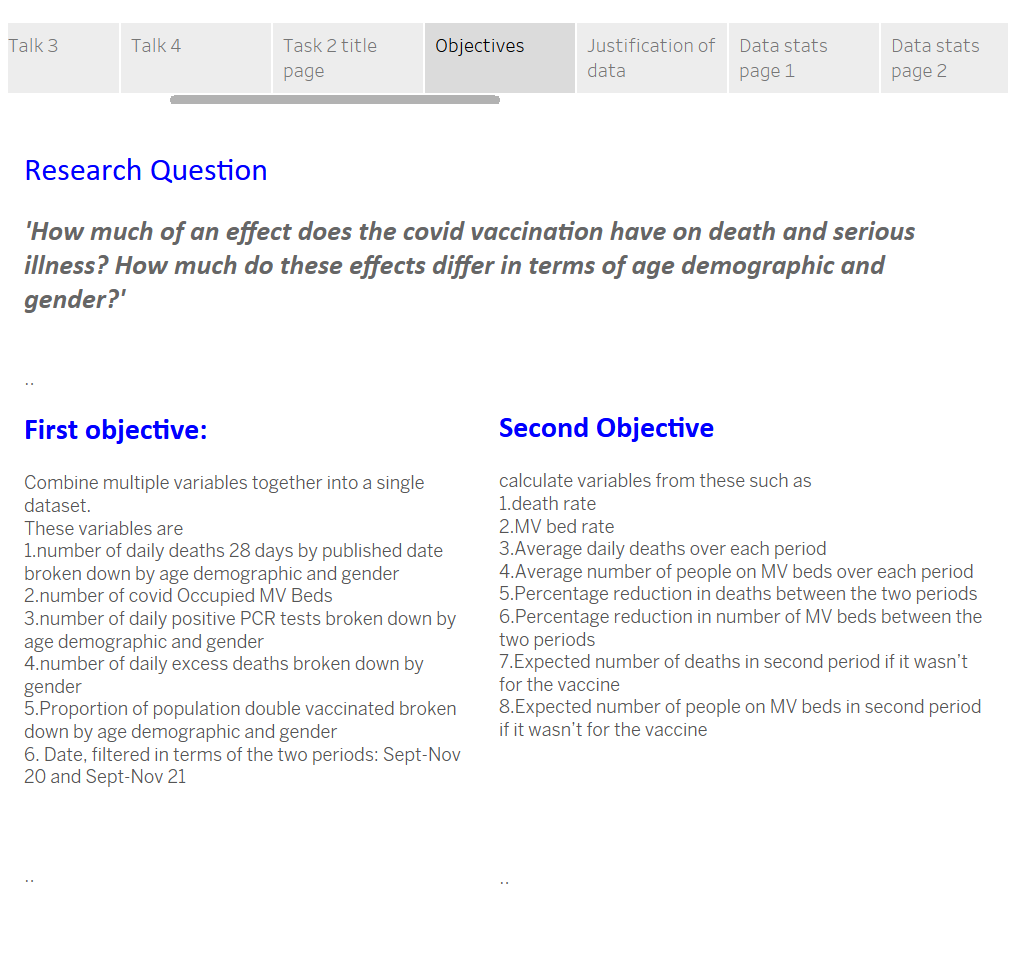 Talk 3
Talk 4
Task 2 title
page
Objectives
Justification of
data
Data stats
page 1
Data stats
page 2
Research Question
'How much of an effect does the covid vaccination have on death and serious
illness? How much do these effects differ in terms of age demographic and
gender?'
..
First objective:
Combine multiple variables together into a single
dataset.
These variables are
1.number of daily deaths 28 days by published date
broken down by age demographic and gender
2.number of covid Occupied MV Beds
3.number of daily positive PCR tests broken down by
age demographic and gender
4.number of daily excess deaths broken down by
gender
5.Proportion of population double vaccinated broken
down by age demographic and gender
6. Date, filtered in terms of the two periods: Sept-Nov
20 and Sept-Nov 21
..
Second Objective
calculate variables from these such as
1.death rate
2.MV bed rate
3.Average daily deaths over each period
4.Average number of people on MV beds over each period
5.Percentage reduction in deaths between the two periods
6.Percentage reduction in number of MV beds between the
two periods
7.Expected number of deaths in second period if it wasn't
for the vaccine
8.Expected number of people on MV beds in second period
if it wasn't for the vaccine
..